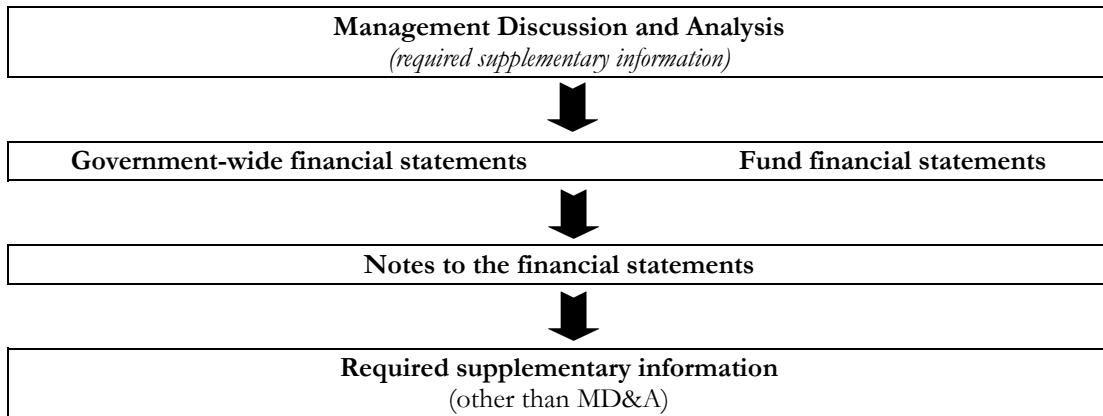 Management Discussion and Analysis
(required supplementary information)
Government-wide financial statements Fund financial statements
Notes to the financial statements
Required supplementary information
(other than MD&A)